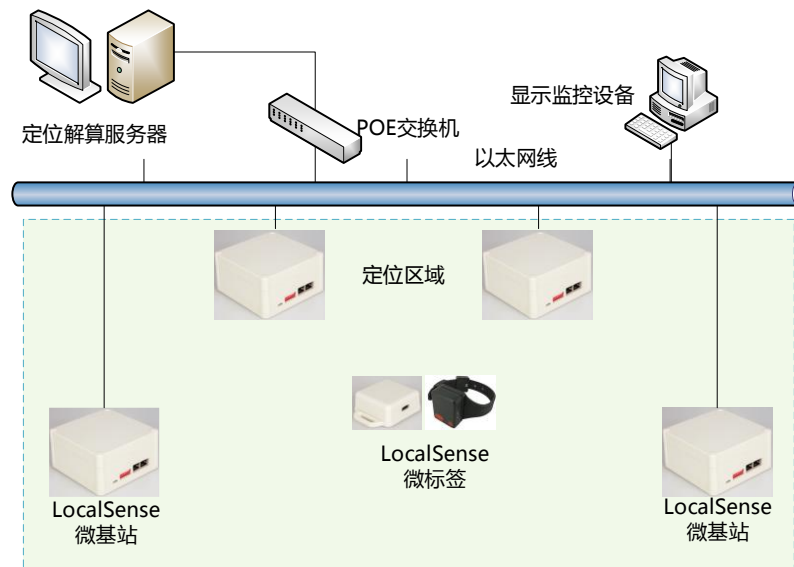 显示监控设备
定位解算服务器
POE交换机
以太网线
定位区域
LocalSense
微标签
LocalSense
微基站
LocalSense
微基站